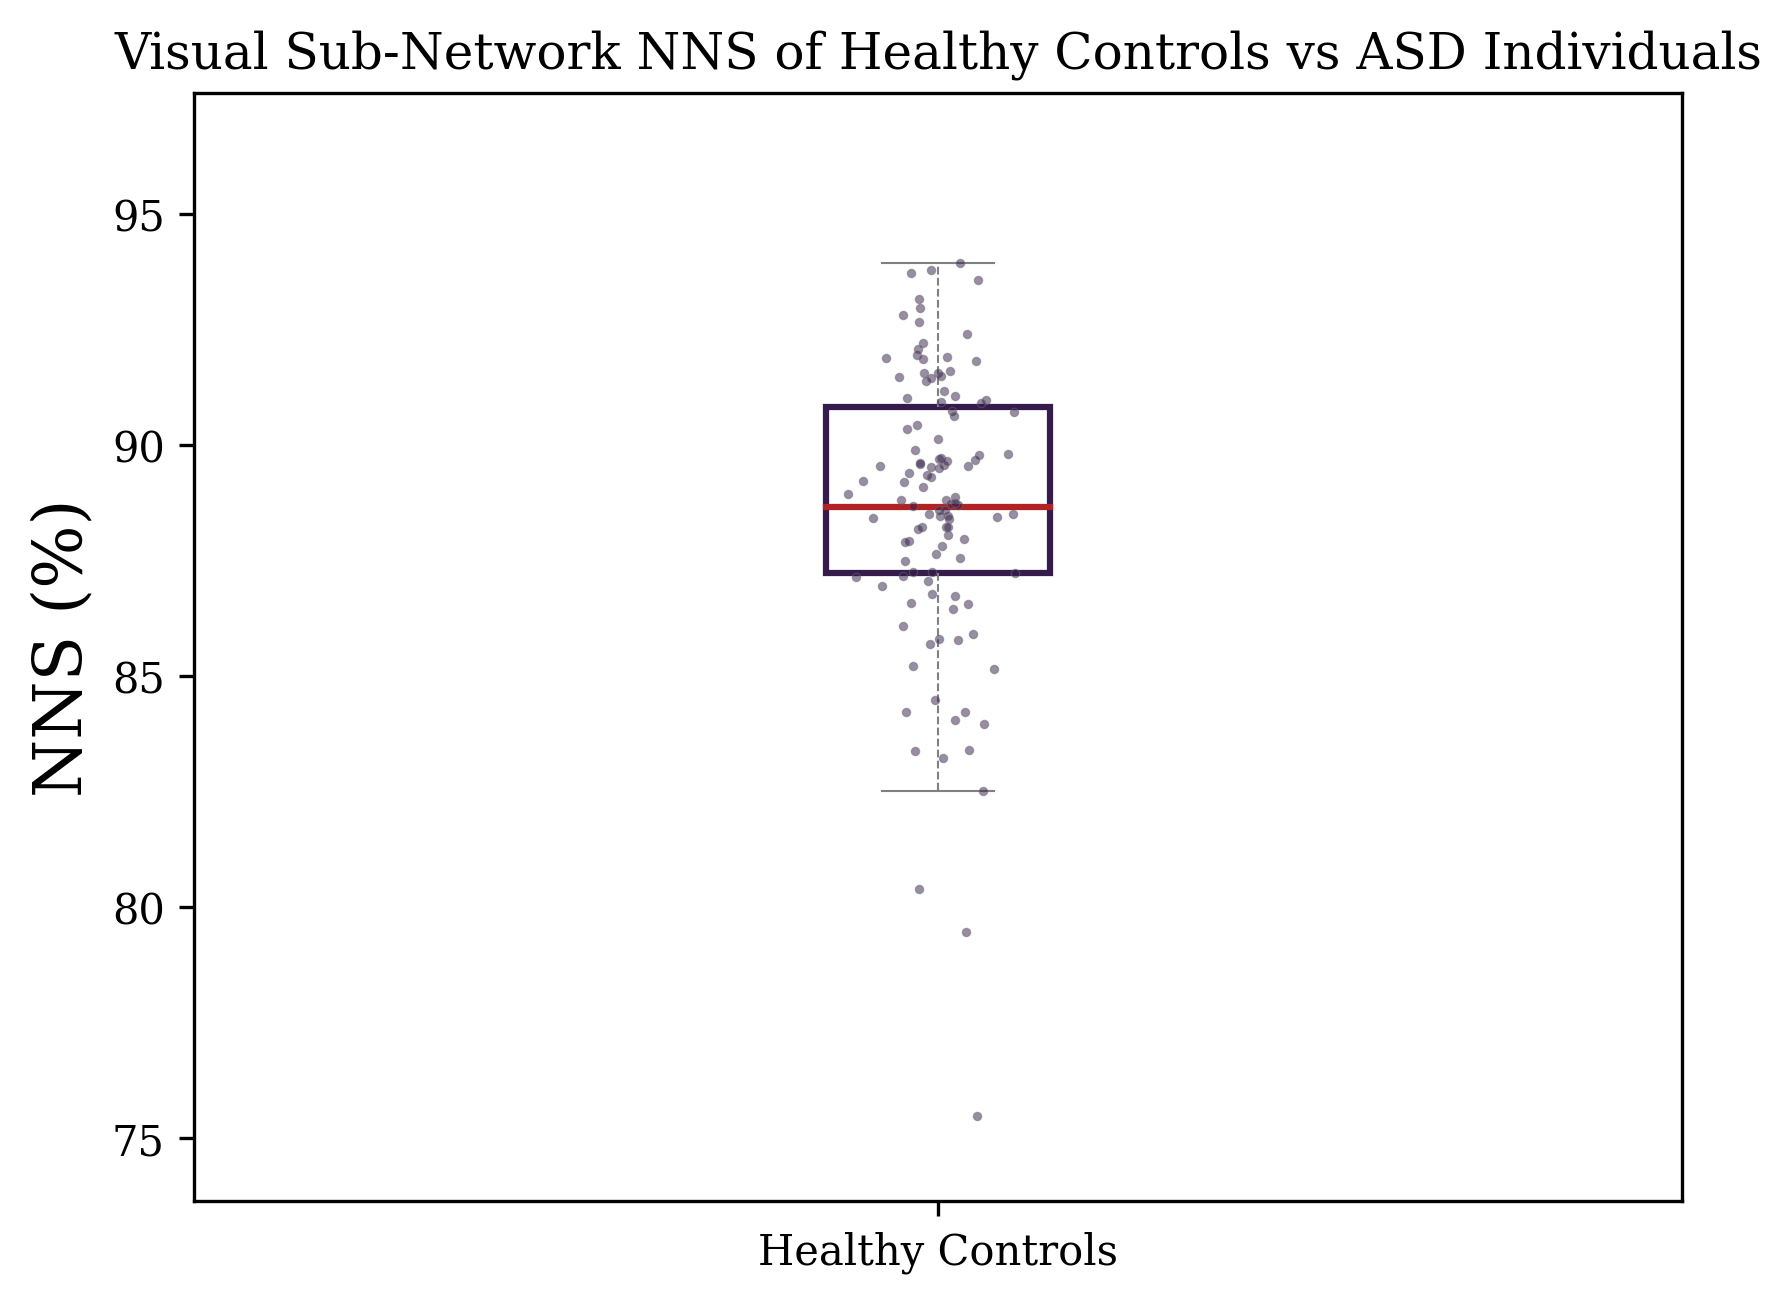 Visual Sub-Network NNS of Healthy Controls vs ASD Individuals
NNS (%)
95
90
85
80
75
Healthy Controls